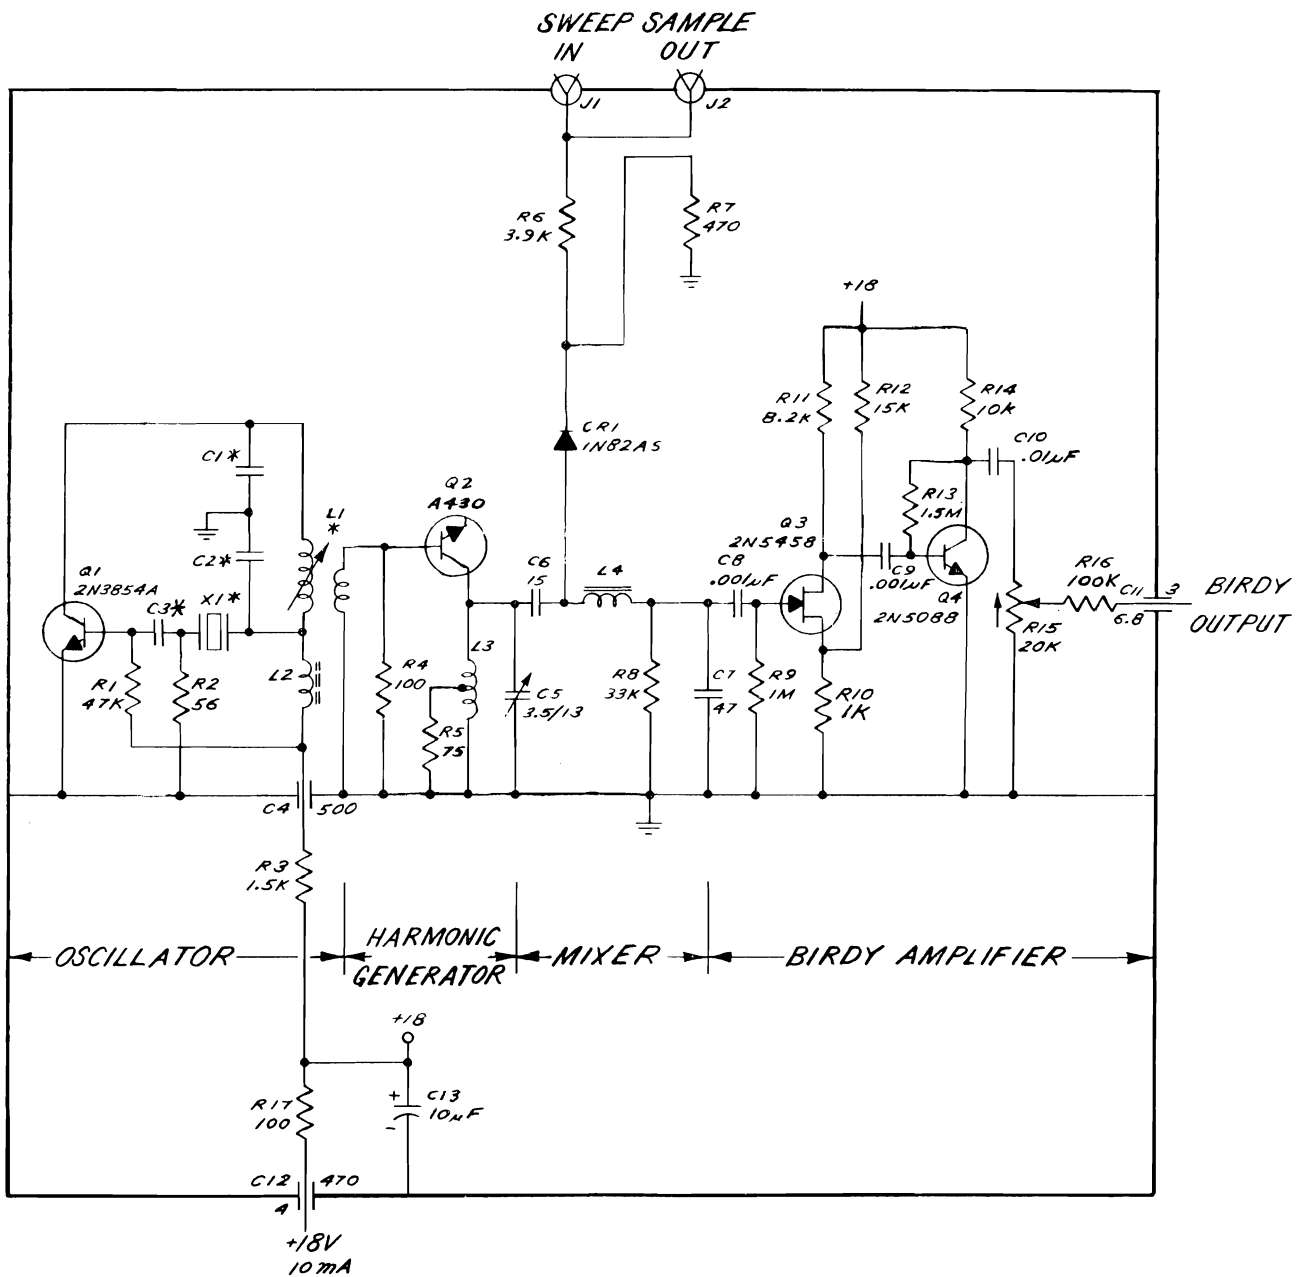 SWEEP SAMPLE
IN OUT
J1 J2
R6
3.9K
R7
470
+18
R11
8.2K
R12
15K
R14
10K
C10
.01µF
CR1
1N82AS
C1*
L1
*
C2*
Q2
A430
R13
1.5M
Q3
2N5458
Q1
2N3854A
C3*
X1*
C6
15
L4
C8
.001µF
C9
.001µF
Q4
2N5088
R16
100K
C11
3
6.8
BIRDY
OUTPUT
R15
20K
R1
47K
R2
56
L2
R4
100
L3
R5
75
C5
3.5/13
R8
33K
C7
47
R9
1M
R10
1K
C4 500
R3
1.5K
OSCILLATOR
HARMONIC
GENERATOR
MIXER
BIRDY AMPLIFIER
+18
R17
100
+
C13
10µF
-
C12 470
4
+18V
10mA